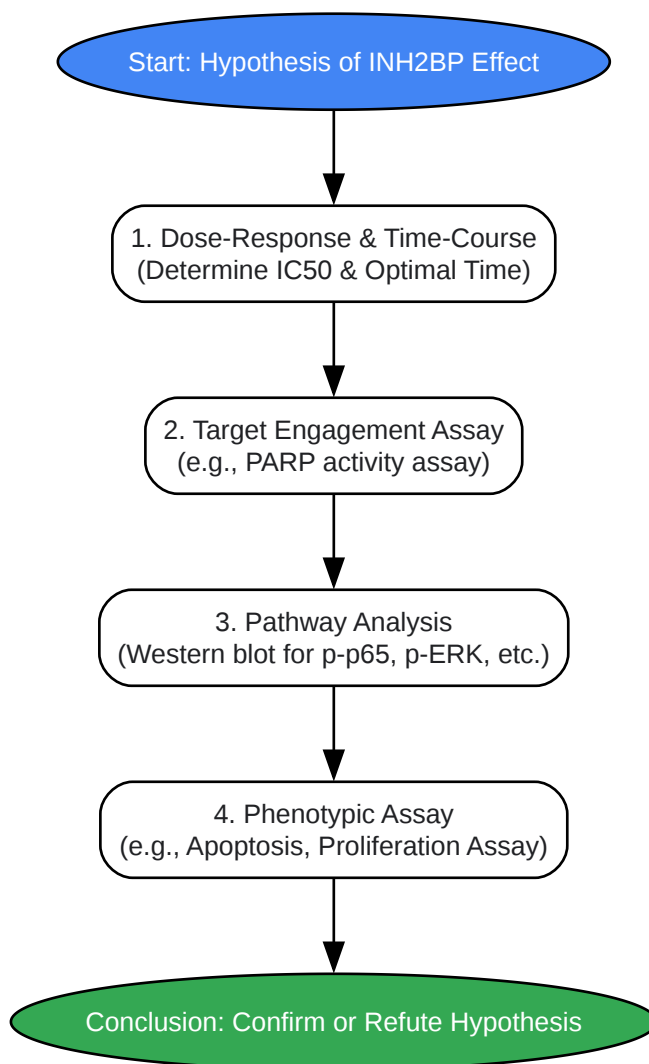 Start: Hypothesis of INH2BP Effect
1. Dose-Response & Time-Course
(Determine IC50 & Optimal Time)
2. Target Engagement Assay
(e.g., PARP activity assay)
3. Pathway Analysis
(Western blot for p-p65, p-ERK, etc.)
4. Phenotypic Assay
(e.g., Apoptosis, Proliferation Assay)
Conclusion: Confirm or Refute Hypothesis